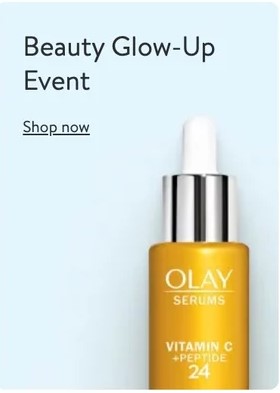 Beauty Glow-Up
Event
Shop now
OLAY
SERUMS
VITAMIN C
+PEPTIDE
24